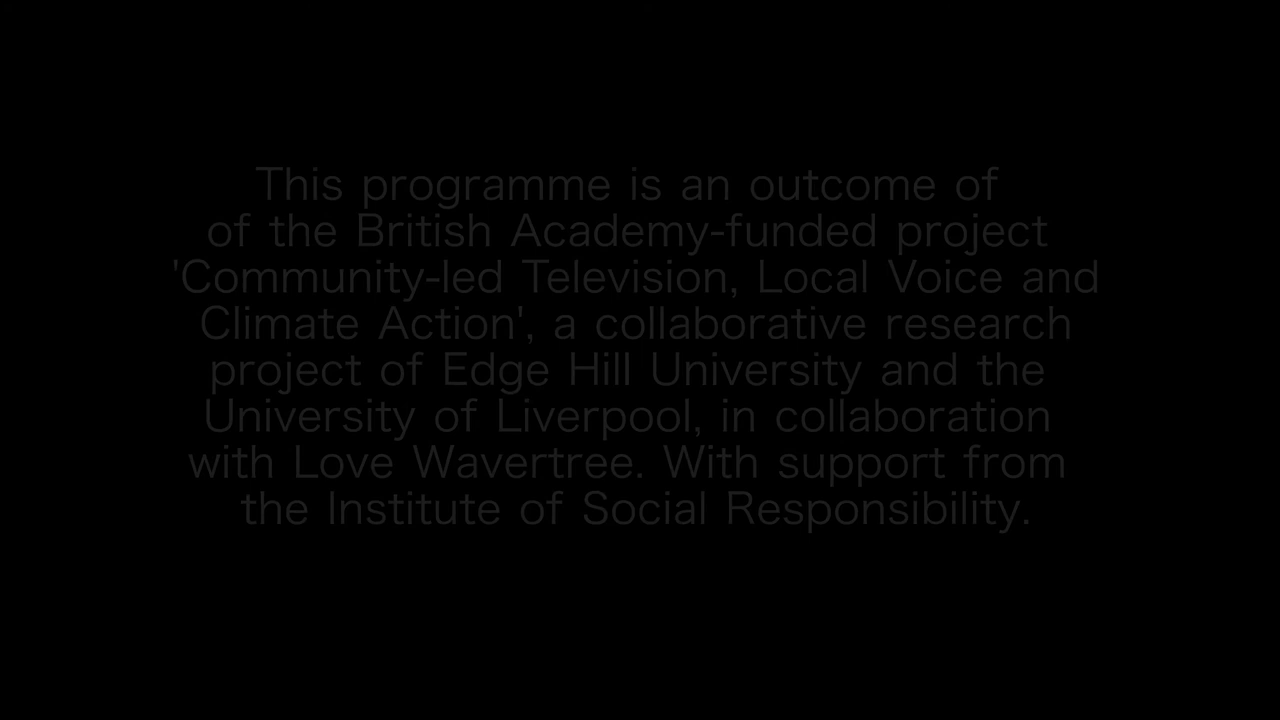 This programme is an outcome of
of the British Academy-funded project
'Community-led Television, Local Voice and
Climate Action', a collaborative research
project of Edge Hill University and the
University of Liverpool, in collaboration
with Love Wavertree. With support from
the Institute of Social Responsibility.